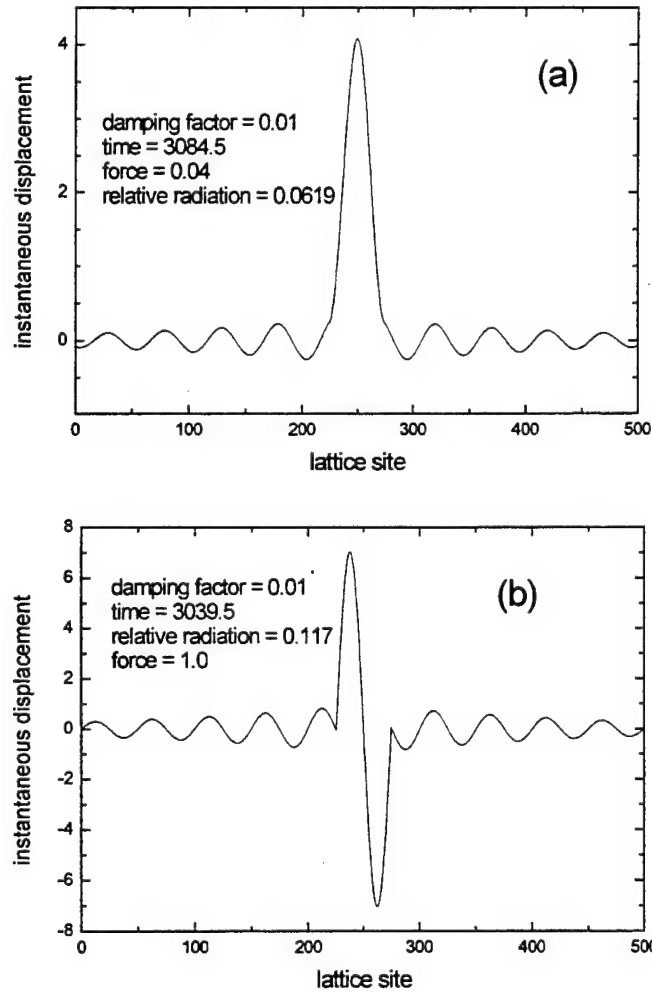 4
2
0
instantaneous displacement
(a)
damping factor = 0.01
time = 3084.5
force = 0.04
relative radiation = 0.0619
0 100 200 300 400 500
lattice site
8
6
4
2
0
-2
-4
-6
-8
instantaneous displacement
(b)
damping factor = 0.01
time = 3039.5
relative radiation = 0.117
force = 1.0
0 100 200 300 400 500
lattice site